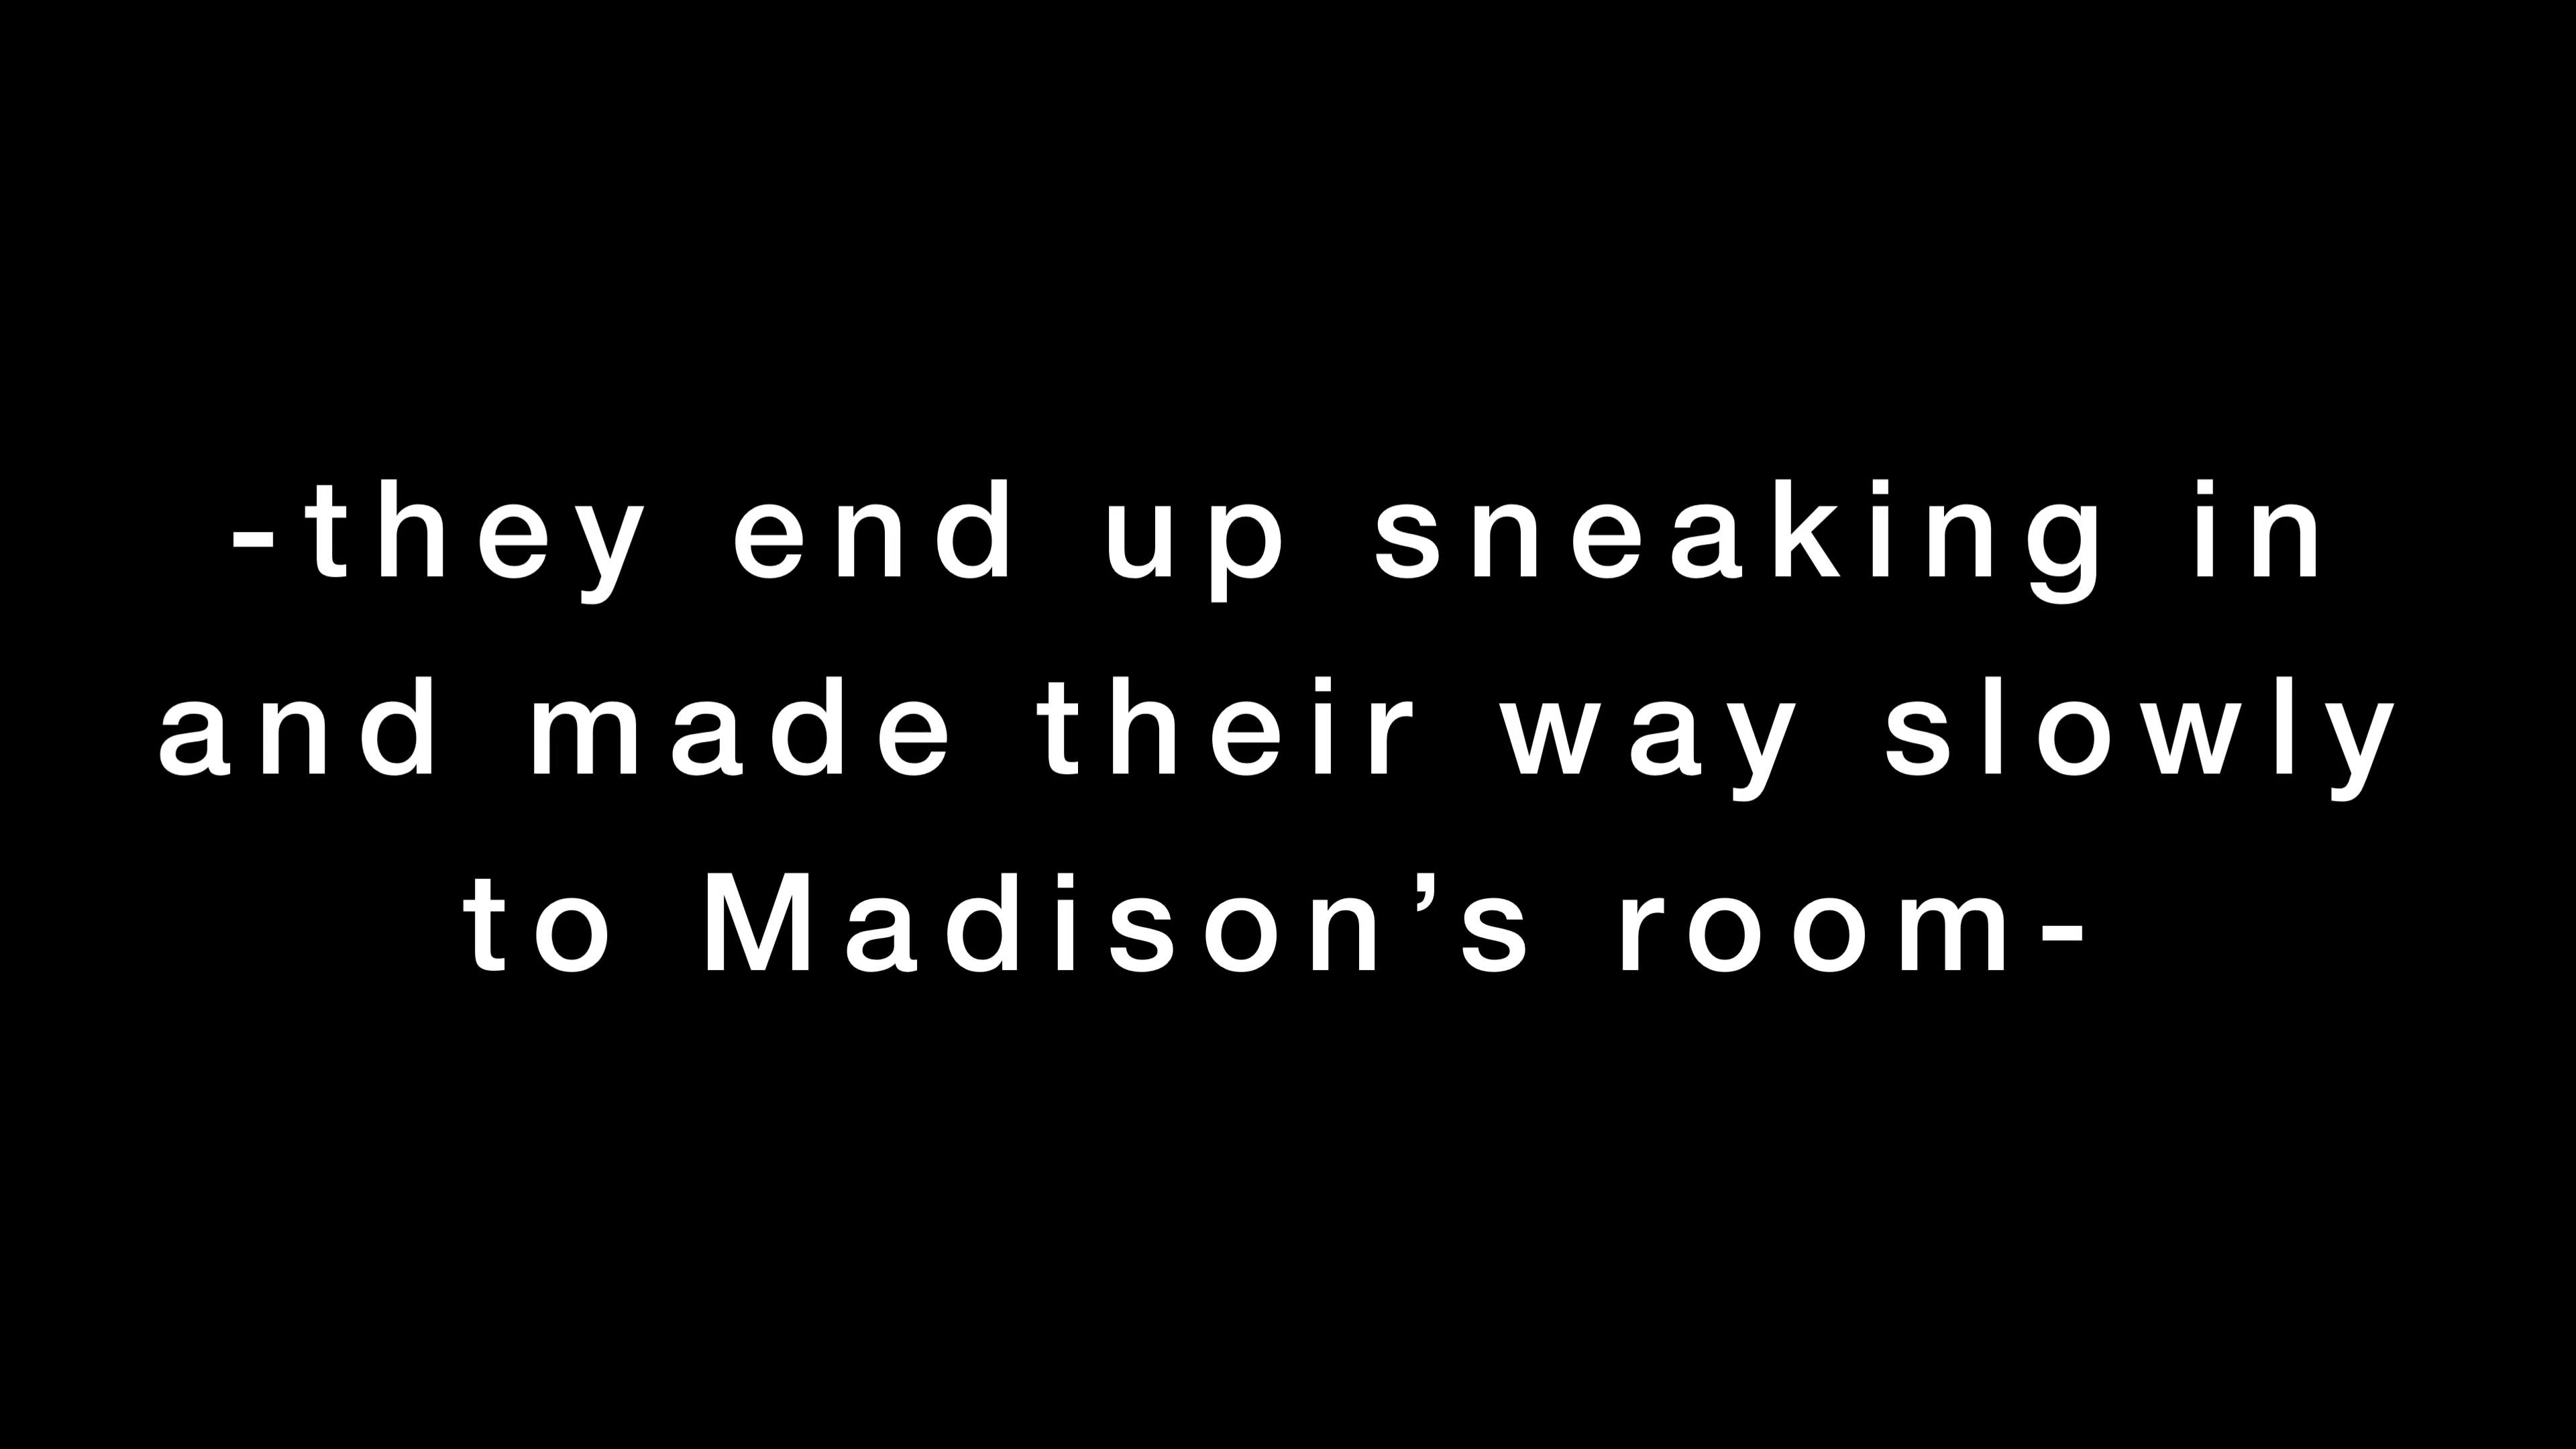 -they end up sneaking in
and made their way slowly
to Madison’s room-